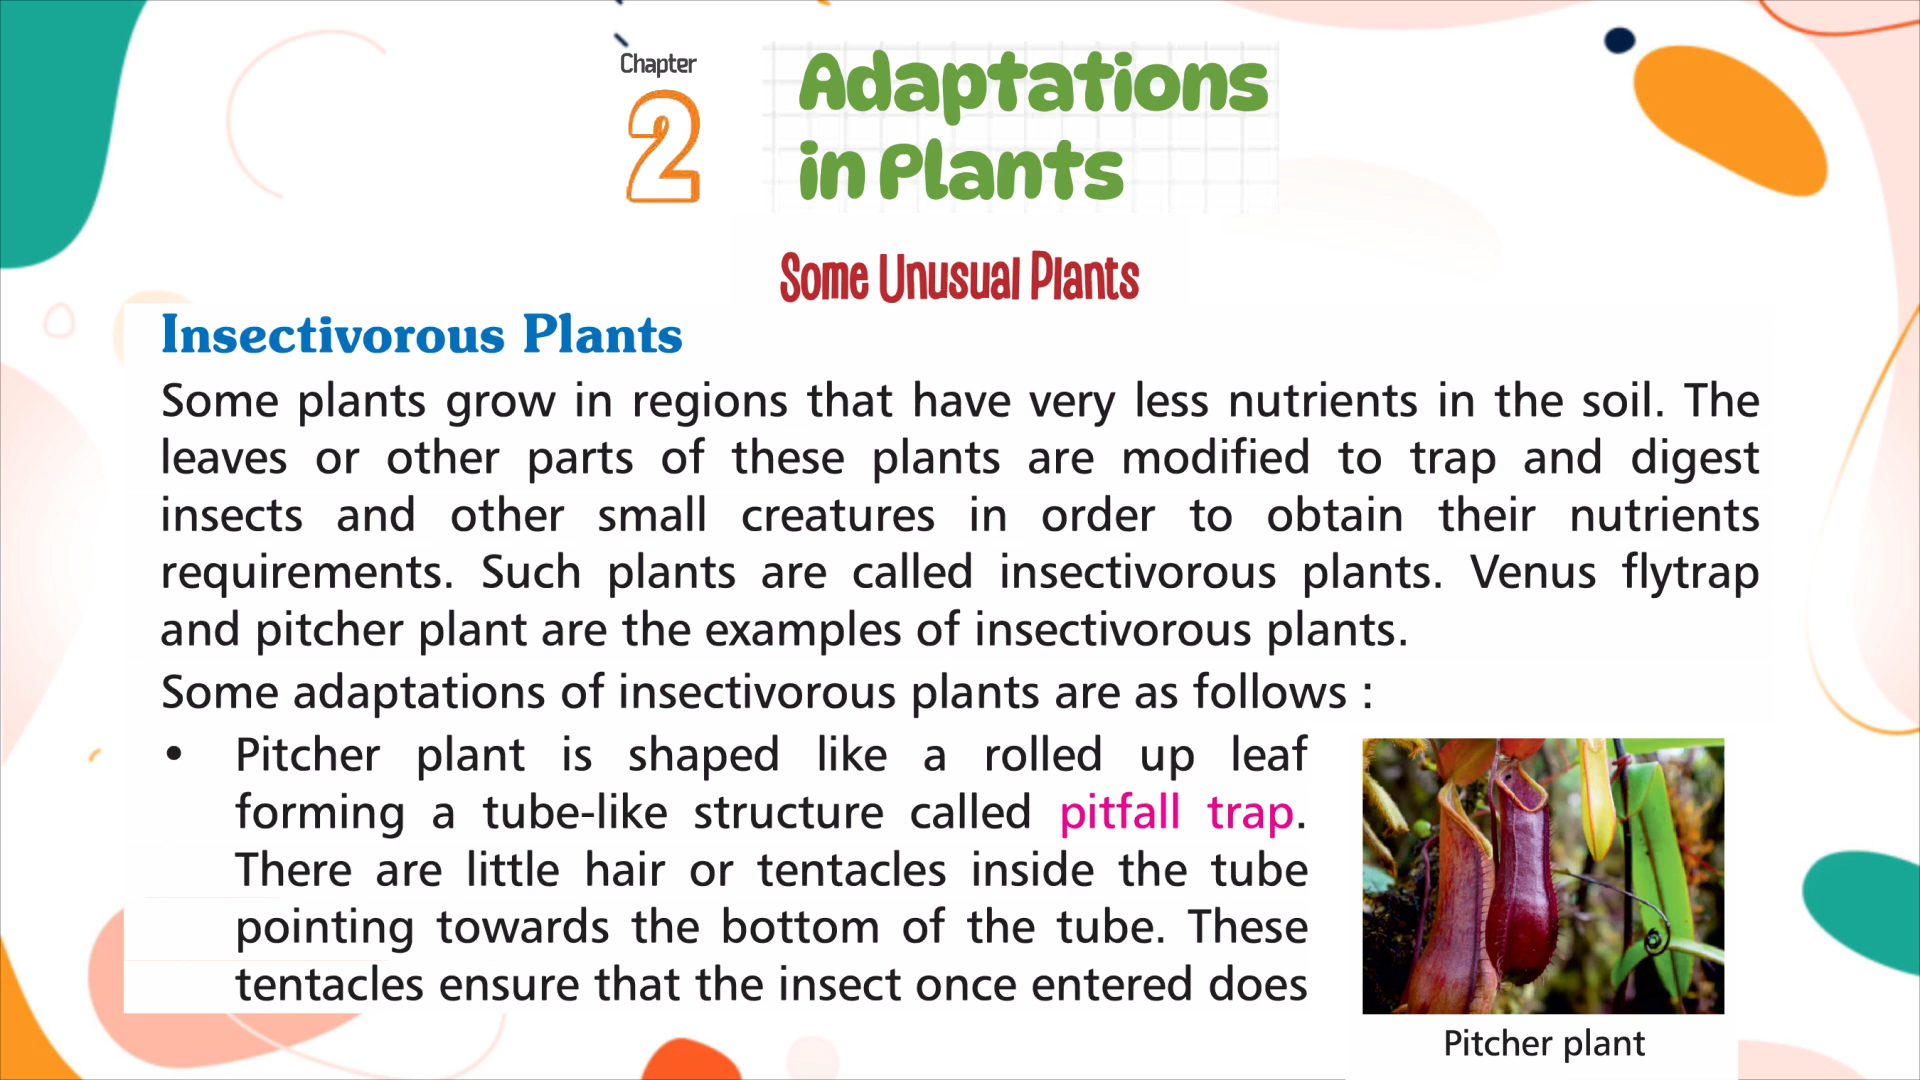 Chapter
2
Adaptations
in Plants
Some Unusual Plants
Insectivorous Plants
Some plants grow in regions that have very less nutrients in the soil. The
leaves or other parts of these plants are modified to trap and digest
insects and other small creatures in order to obtain their nutrients
requirements. Such plants are called insectivorous plants. Venus flytrap
and pitcher plant are the examples of insectivorous plants.
Some adaptations of insectivorous plants are as follows :
• Pitcher plant is shaped like a rolled up leaf
forming a tube-like structure called pitfall trap.
There are little hair or tentacles inside the tube
pointing towards the bottom of the tube. These
tentacles ensure that the insect once entered does
Pitcher plant